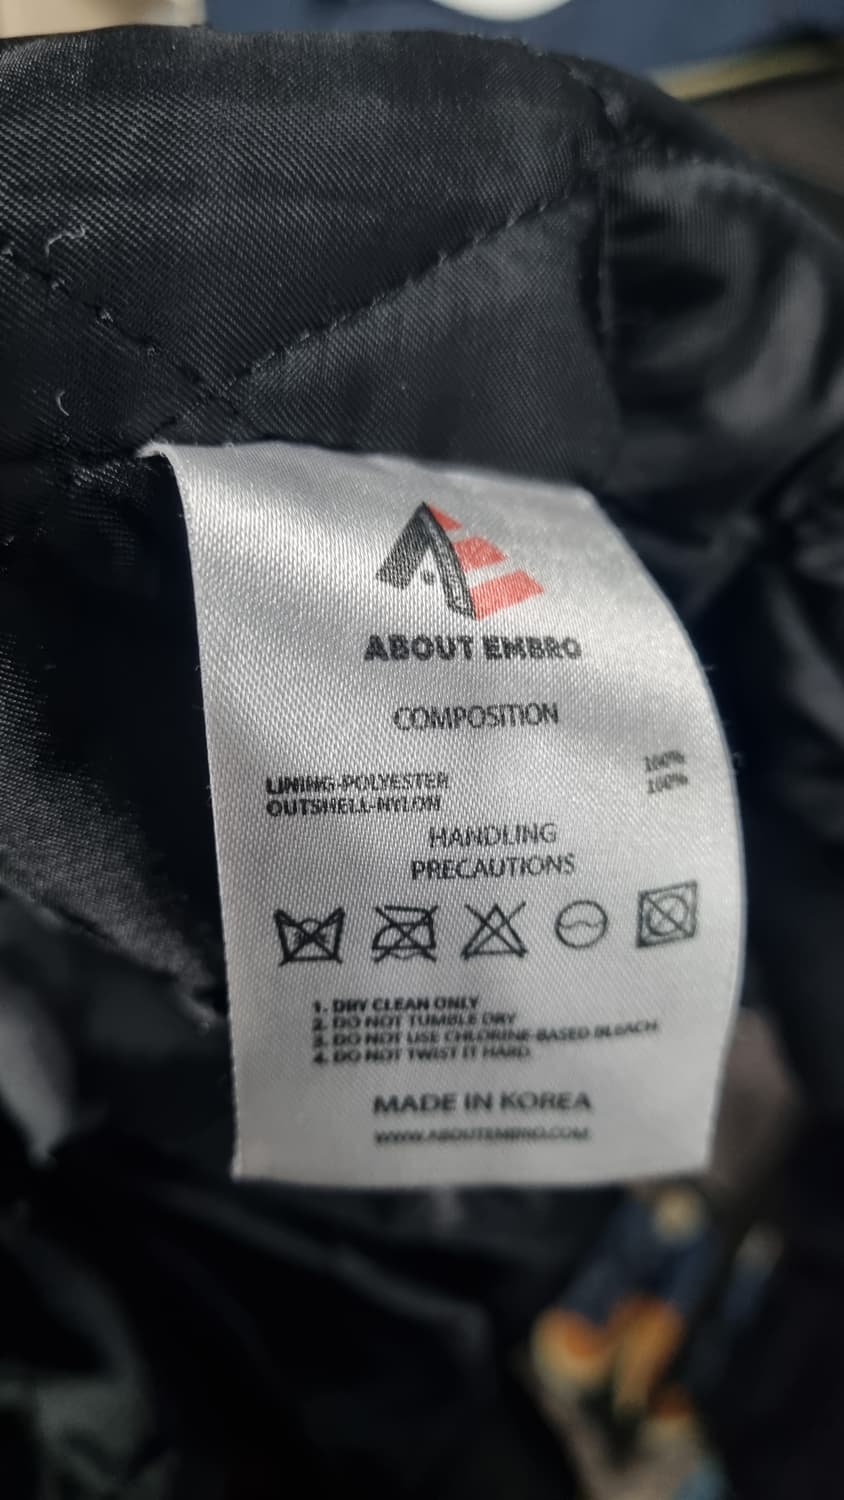 ABOUT EMBRO
COMPOSITION
LINING-POLYESTER 100%
OUTSHELL-NYLON 100%
HANDLING
PRECAUTIONS
1. DRY CLEAN ONLY
2. DO NOT TUMBLE DRY
3. DO NOT USE CHLORINE-BASED BLEACH
4. DO NOT TWIST IT HARD.
MADE IN KOREA
WWW.ABOUTEMBRO.COM